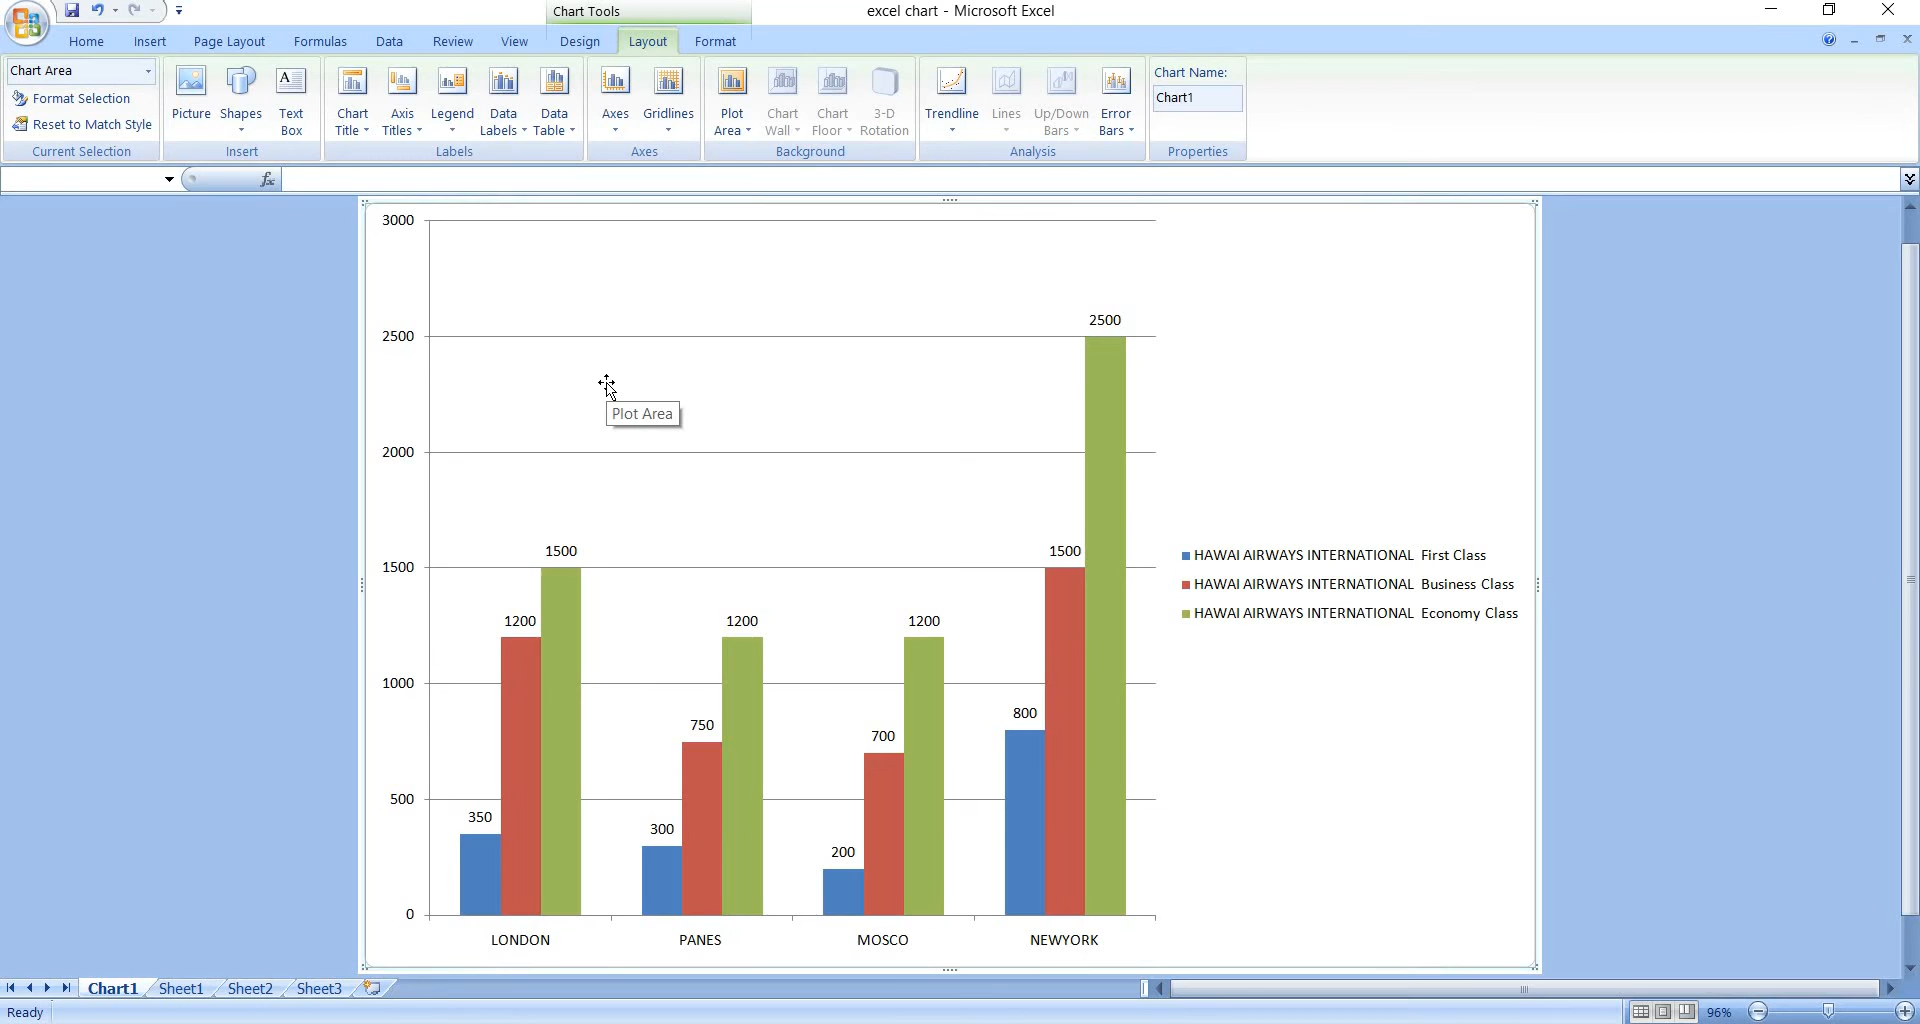 Chart Tools
excel chart - Microsoft Excel
Home Insert Page Layout Formulas Data Review View Design Layout Format
Chart Area
Format Selection
Reset to Match Style
Current Selection
Picture Shapes Text Box
Insert
Chart Title Axis Titles Legend Data Labels Data Table
Labels
Axes Gridlines
Axes
Plot Area Chart Wall Chart Floor 3-D Rotation
Background
Trendline Lines Up/Down Bars Error Bars
Analysis
Chart Name:
Chart1
Properties
fx
3000
2500
2000
1500
1000
500
0
Plot Area
350 1200 1500
300 750 1200
200 700 1200
800 1500 2500
LONDON PANES MOSCO NEWYORK
HAWAI AIRWAYS INTERNATIONAL First Class
HAWAI AIRWAYS INTERNATIONAL Business Class
HAWAI AIRWAYS INTERNATIONAL Economy Class
Chart1 Sheet1 Sheet2 Sheet3
Ready 96%